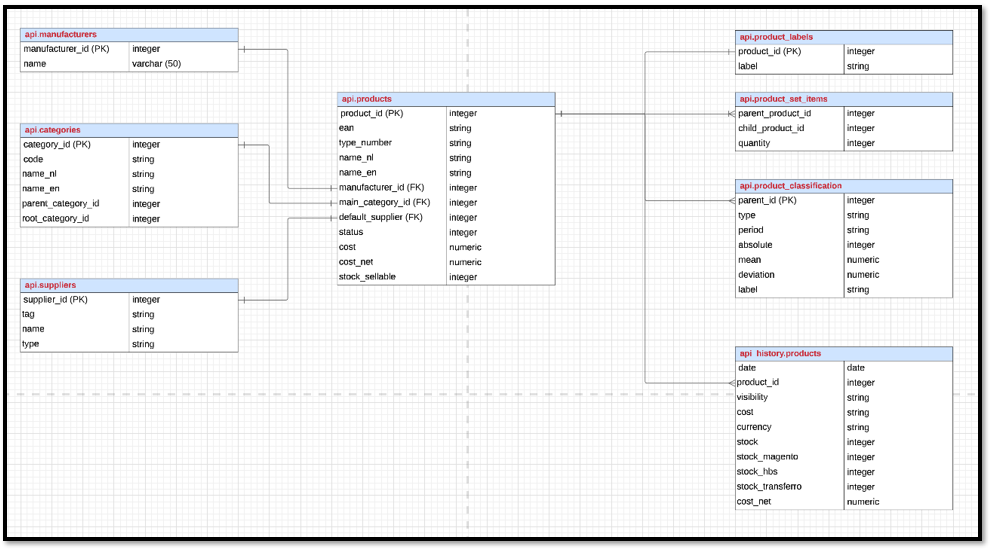 api.manufacturers
manufacturer_id (PK) integer
name varchar (50)
api.categories
category_id (PK) integer
code string
name_nl string
name_en string
parent_category_id integer
root_category_id integer
api.suppliers
supplier_id (PK) integer
tag string
name string
type string
api.products
product_id (PK) integer
ean string
type_number string
name_nl string
name_en string
manufacturer_id (FK) integer
main_category_id (FK) integer
default_supplier (FK) integer
status integer
cost numeric
cost_net numeric
stock_sellable integer
api.product_labels
product_id (PK) integer
label string
api.product_set_items
parent_product_id integer
child_product_id integer
quantity integer
api.product_classification
parent_id (PK) integer
type string
period string
absolute integer
mean numeric
deviation numeric
label string
api_history.products
date date
product_id integer
visibility string
cost string
currency string
stock integer
stock_magento integer
stock_hbs integer
stock_transferro integer
cost_net numeric